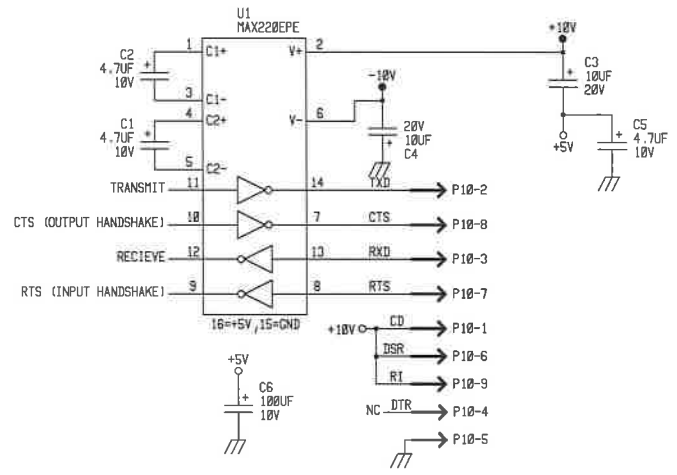 U1
MAX220EPE
1 C1+ V+ 2
+10V
C2
4.7UF
10V
C3
10UF
20V
3 C1-
-10V
4 C2+
V- 6
C1
4.7UF
10V
20V
10UF
C4
+5V
C5
4.7UF
10V
5 C2-
TRANSMIT 11 14 TXD P10-2
CTS (OUTPUT HANDSHAKE) 10 7 CTS P10-8
RECIEVE 12 13 RXD P10-3
RTS (INPUT HANDSHAKE) 9 8 RTS P10-7
16=+5V,15=GND
+10V CD P10-1
DSR P10-6
RI P10-9
NC DTR P10-4
P10-5
+5V
C6
100UF
10V